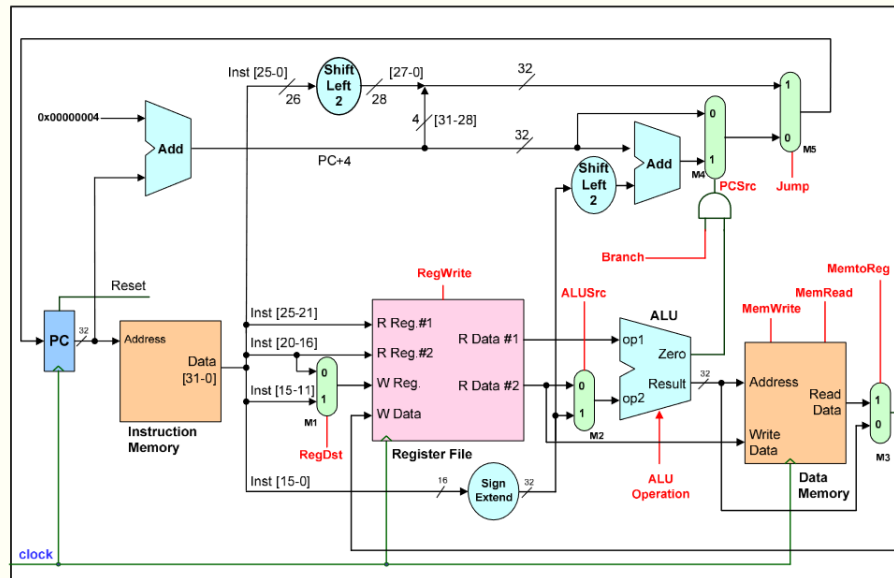 Inst [25-0]
26
Shift
Left
2
[27-0]
28
32
4
[31-28]
0x00000004
Add
PC+4
32
Shift
Left
2
Add
0
1
M4
PCSrc
1
0
M5
Jump
Branch
Reset
PC
32
Address
Data
[31-0]
Instruction
Memory
Inst [25-21]
Inst [20-16]
Inst [15-11]
0
1
M1
RegDst
RegWrite
R Reg.#1
R Reg.#2
W Reg.
W Data
R Data #1
R Data #2
Register File
Inst [15-0]
16
Sign
Extend
32
ALUSrc
0
1
M2
ALU
op1
op2
Zero
Result
32
ALU
Operation
MemWrite
MemRead
MemtoReg
Address
Read
Data
Write
Data
Data
Memory
1
0
M3
clock